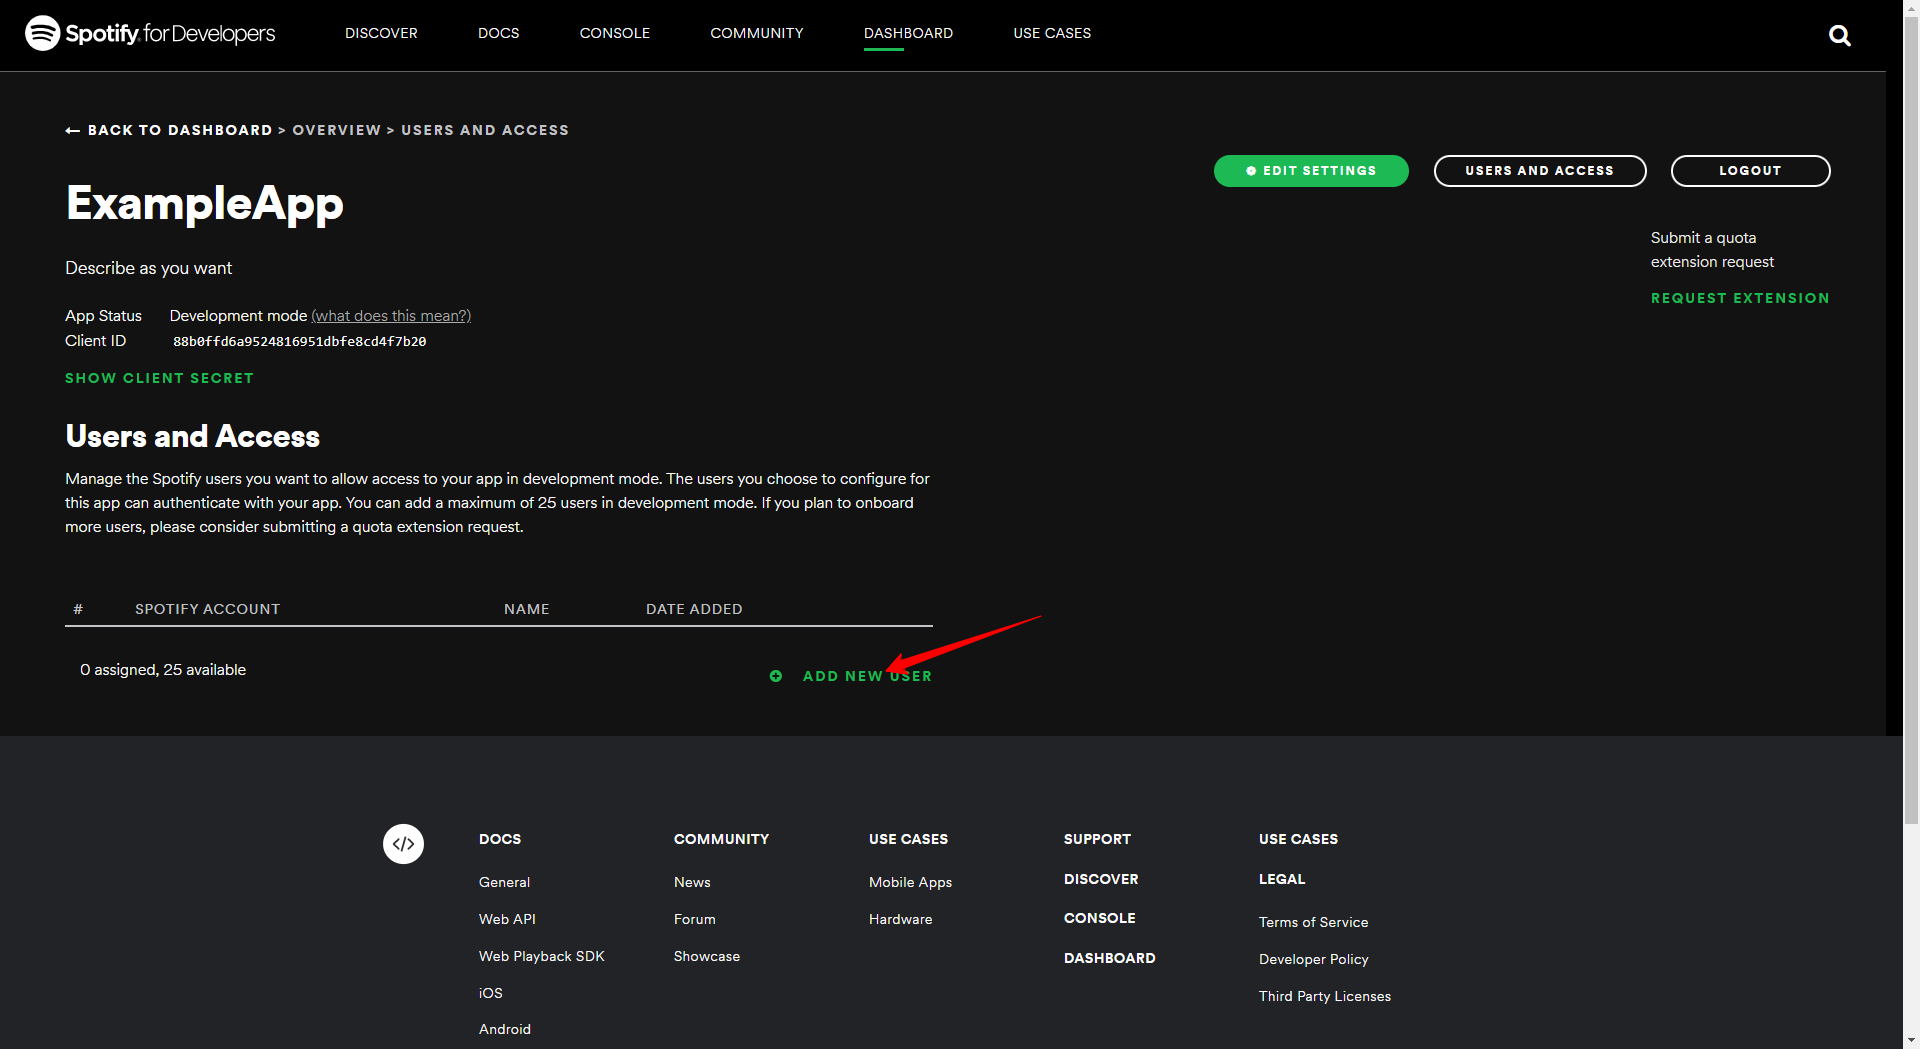 Spotify for Developers
DISCOVER
DOCS
CONSOLE
COMMUNITY
DASHBOARD
USE CASES
← BACK TO DASHBOARD > OVERVIEW > USERS AND ACCESS
EDIT SETTINGS
USERS AND ACCESS
LOGOUT
ExampleApp
Submit a quota
extension request
REQUEST EXTENSION
Describe as you want
App Status Development mode (what does this mean?)
Client ID 88b0ffd6a9524816951dbfe8cd4f7b20
SHOW CLIENT SECRET
Users and Access
Manage the Spotify users you want to allow access to your app in development mode. The users you choose to configure for
this app can authenticate with your app. You can add a maximum of 25 users in development mode. If you plan to onboard
more users, please consider submitting a quota extension request.
# SPOTIFY ACCOUNT NAME DATE ADDED
0 assigned, 25 available
ADD NEW USER
</>
DOCS
General
Web API
Web Playback SDK
iOS
Android
COMMUNITY
News
Forum
Showcase
USE CASES
Mobile Apps
Hardware
SUPPORT
DISCOVER
CONSOLE
DASHBOARD
USE CASES
LEGAL
Terms of Service
Developer Policy
Third Party Licenses